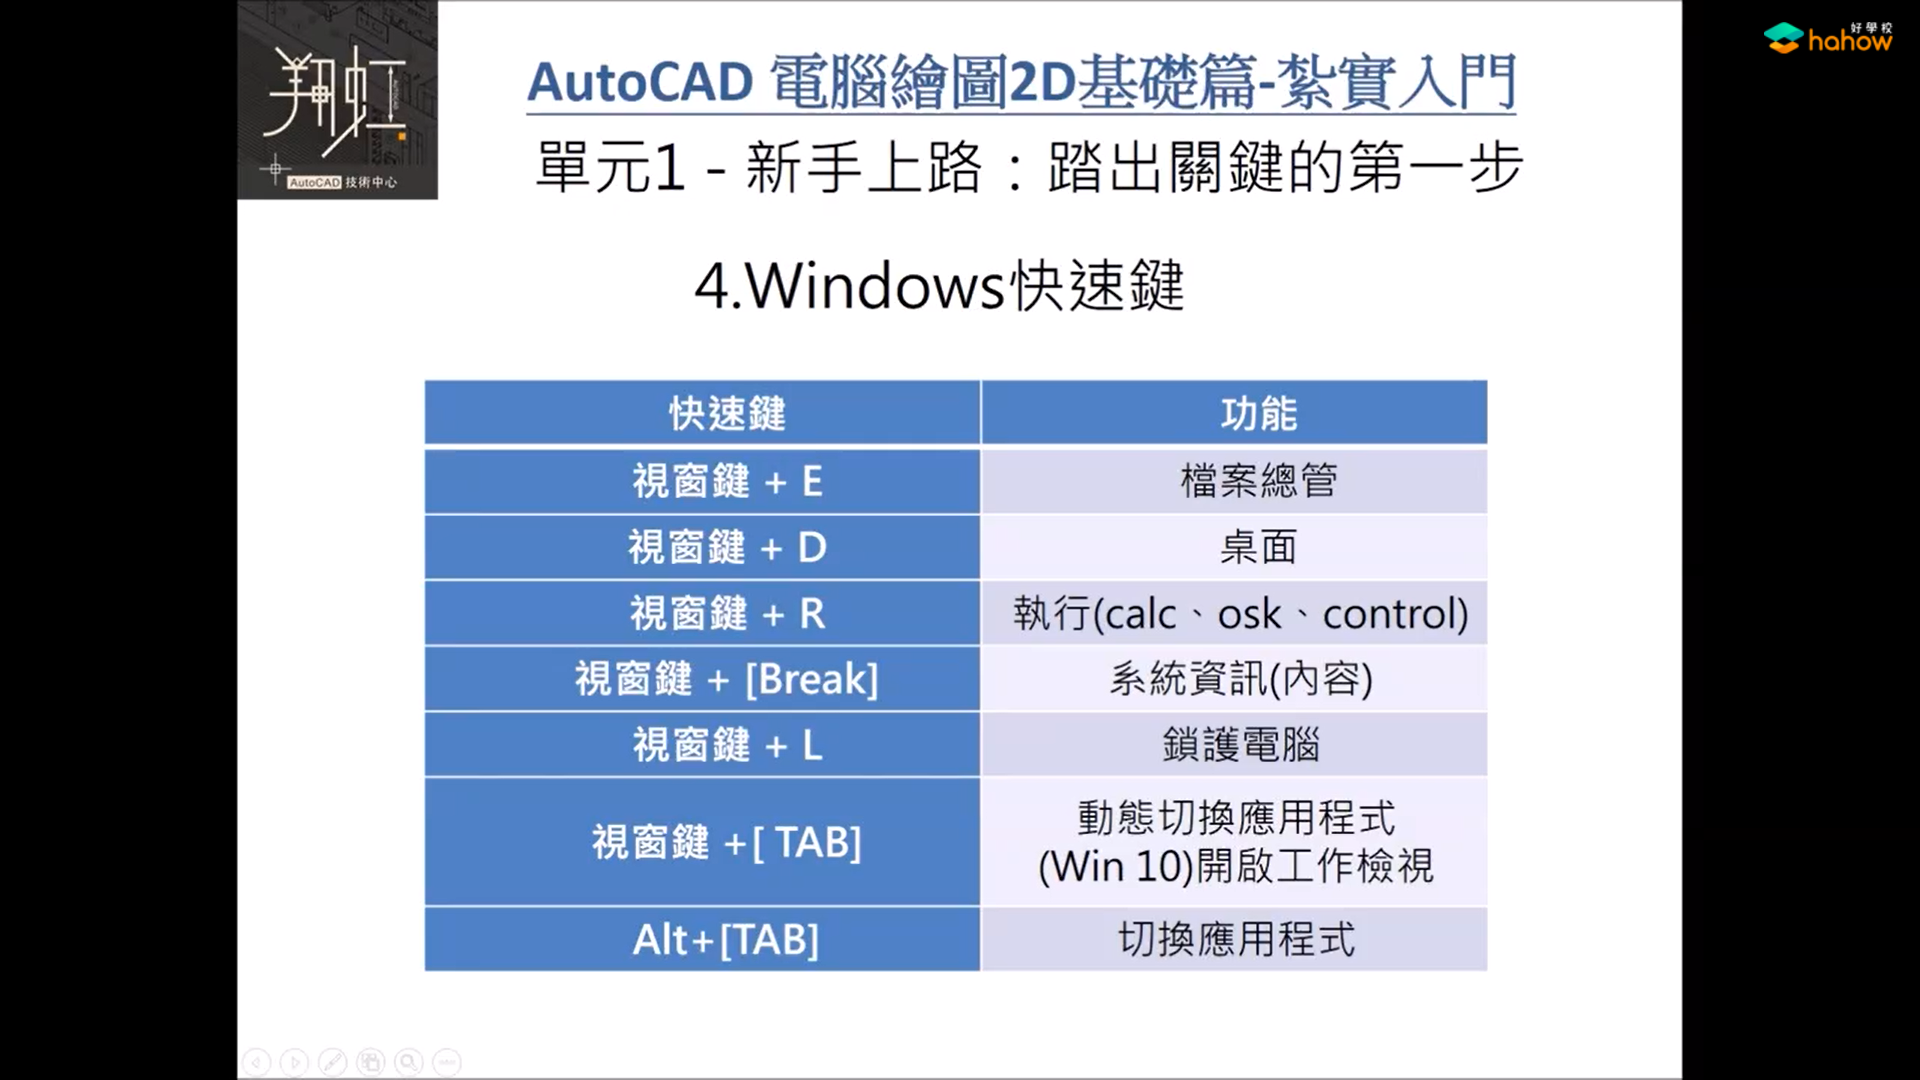 翔虹
AutoCAD 技術中心
好學校
hahow
AutoCAD 電腦繪圖2D基礎篇-紮實入門
單元1 - 新手上路：踏出關鍵的第一步
4.Windows快速鍵
快速鍵 功能
視窗鍵 + E 檔案總管
視窗鍵 + D 桌面
視窗鍵 + R 執行(calc、osk、control)
視窗鍵 + [Break] 系統資訊(內容)
視窗鍵 + L 鎖護電腦
視窗鍵 +[ TAB] 動態切換應用程式
(Win 10)開啟工作檢視
Alt+[TAB] 切換應用程式